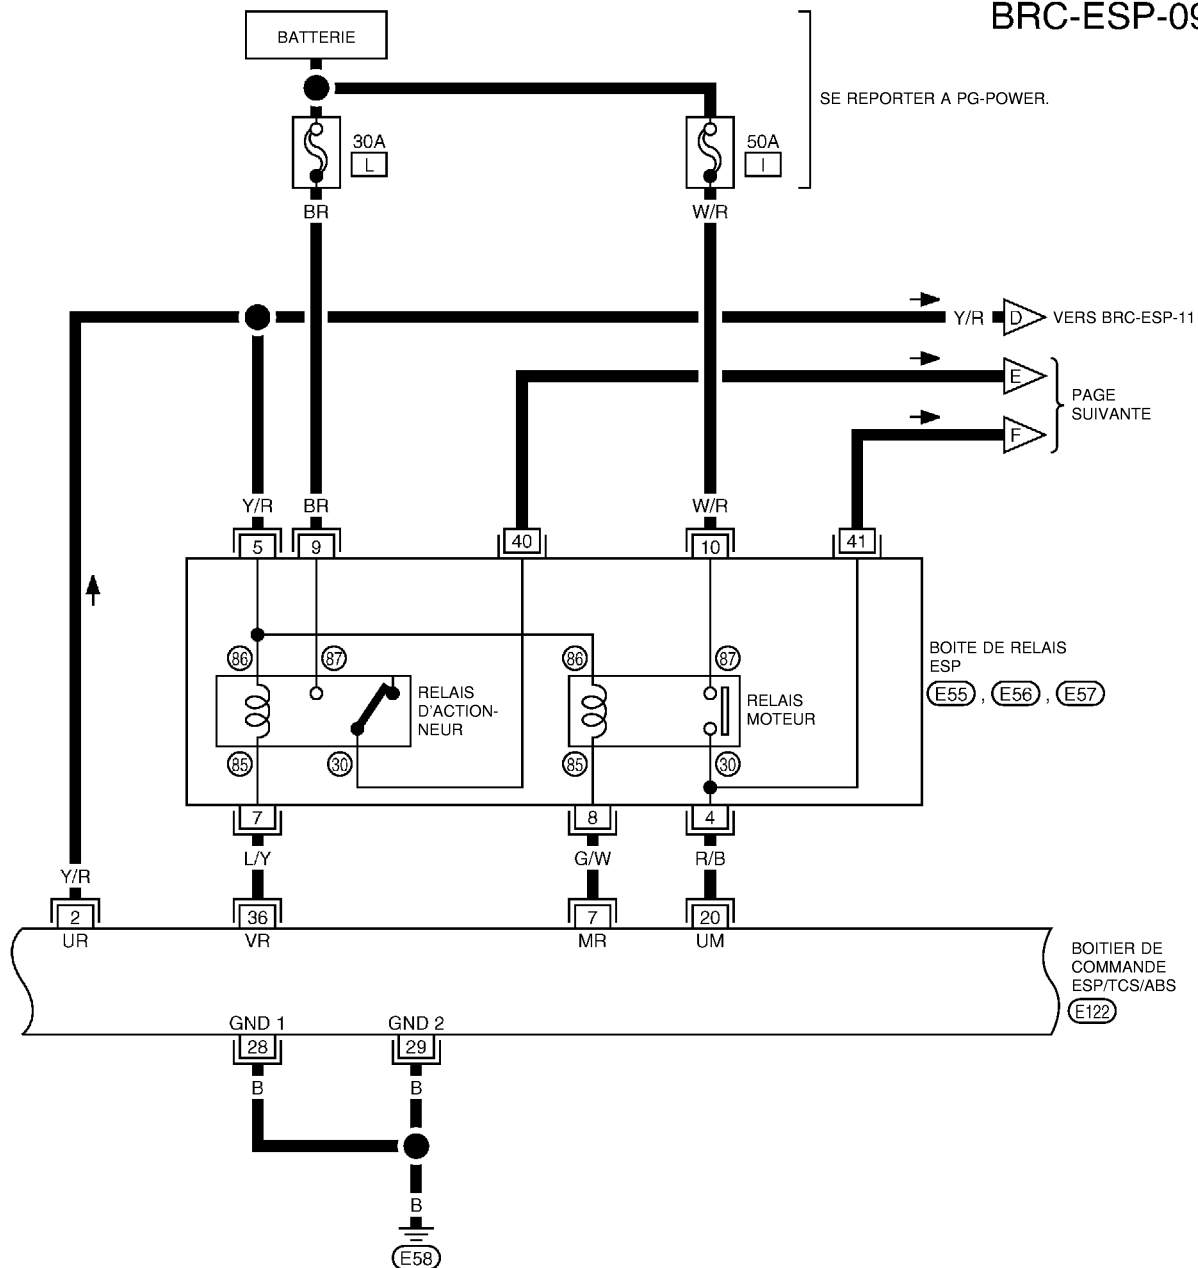 BRC-ESP-09
BATTERIE
SE REPORTER A PG-POWER.
30A
L
50A
I
BR
W/R
Y/R
D
VERS BRC-ESP-11
E
PAGE
SUIVANTE
F
Y/R
BR
W/R
5
9
40
10
41
86
87
86
87
BOITE DE RELAIS
ESP
E55 , E56 , E57
RELAIS
D'ACTION-
NEUR
RELAIS
MOTEUR
85
30
85
30
7
8
4
L/Y
G/W
R/B
Y/R
2
36
7
20
UR
VR
MR
UM
BOITIER DE
COMMANDE
ESP/TCS/ABS
E122
GND 1
GND 2
28
29
B
B
B
E58